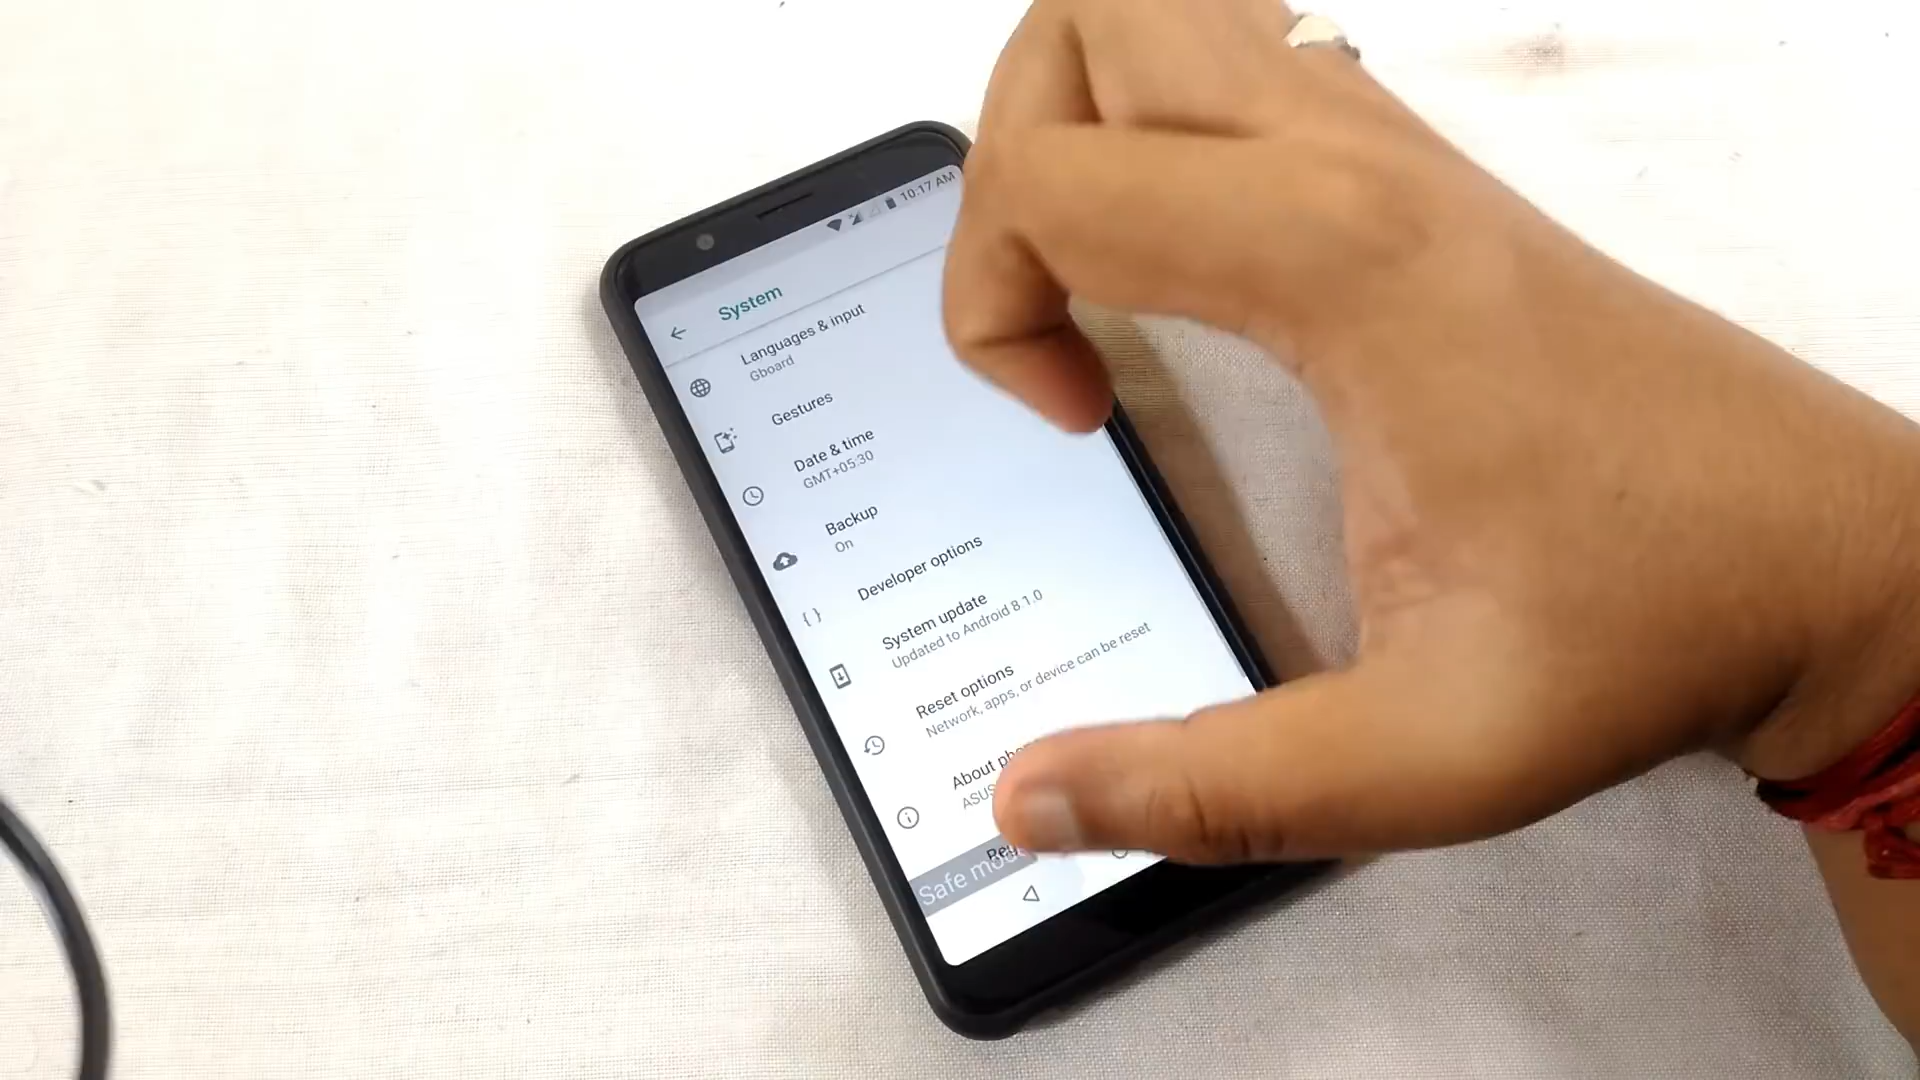 10:17 AM
System
Languages & input
Gboard
Gestures
Date & time
GMT+05:30
Backup
On
Developer options
System update
Updated to Android 8.1.0
Reset options
Network, apps, or device can be reset
About
ASUS
Safe